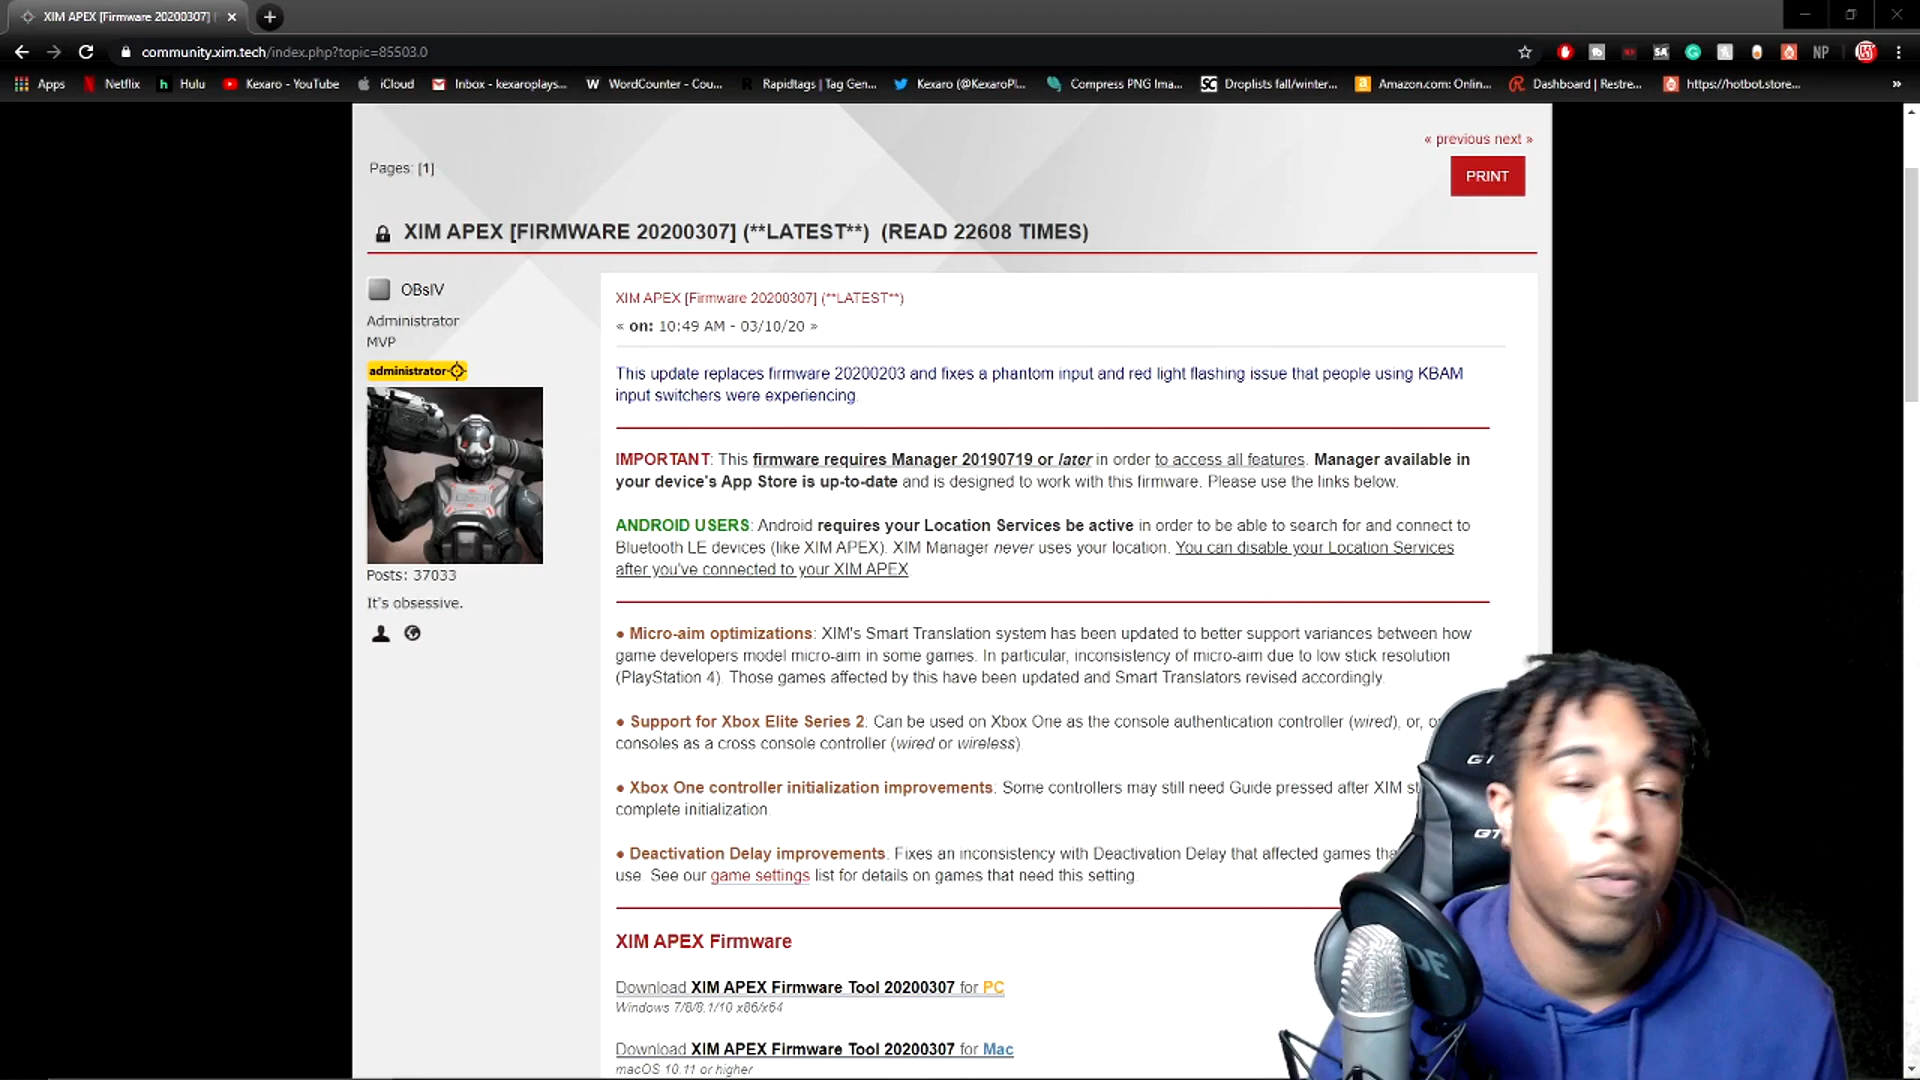 XIM APEX [Firmware 20200307] (
community.xim.tech/index.php?topic=85503.0
NP
Apps Netflix Hulu Kexaro - YouTube iCloud Inbox - kexaroplays... WordCounter - Cou... Rapidtags | Tag Gen... Kexaro (@KexaroPl... Compress PNG Ima... Droplists fall/winter... Amazon.com: Onlin... Dashboard | Restre... https://hotbot.store... »
« previous next »
Pages: [1]
PRINT
XIM APEX [FIRMWARE 20200307] (**LATEST**) (READ 22608 TIMES)
OBsIV
Administrator
MVP
administrator
Posts: 37033
It's obsessive.
XIM APEX [Firmware 20200307] (**LATEST**)
« on: 10:49 AM - 03/10/20 »
This update replaces firmware 20200203 and fixes a phantom input and red light flashing issue that people using KBAM
input switchers were experiencing.
IMPORTANT: This firmware requires Manager 20190719 or later in order to access all features. Manager available in
your device's App Store is up-to-date and is designed to work with this firmware. Please use the links below.
ANDROID USERS: Android requires your Location Services be active in order to be able to search for and connect to
Bluetooth LE devices (like XIM APEX). XIM Manager never uses your location. You can disable your Location Services
after you've connected to your XIM APEX
● Micro-aim optimizations: XIM's Smart Translation system has been updated to better support variances between how
game developers model micro-aim in some games. In particular, inconsistency of micro-aim due to low stick resolution
(PlayStation 4). Those games affected by this have been updated and Smart Translators revised accordingly.
● Support for Xbox Elite Series 2: Can be used on Xbox One as the console authentication controller (wired), or,
consoles as a cross console controller (wired or wireless).
● Xbox One controller initialization improvements: Some controllers may still need Guide pressed after XIM
complete initialization.
● Deactivation Delay improvements: Fixes an inconsistency with Deactivation Delay that affected games
use. See our game settings list for details on games that need this setting.
XIM APEX Firmware
Download XIM APEX Firmware Tool 20200307 for PC
Windows 7/8/8.1/10 x86/x64
Download XIM APEX Firmware Tool 20200307 for Mac
macOS 10.11 or higher